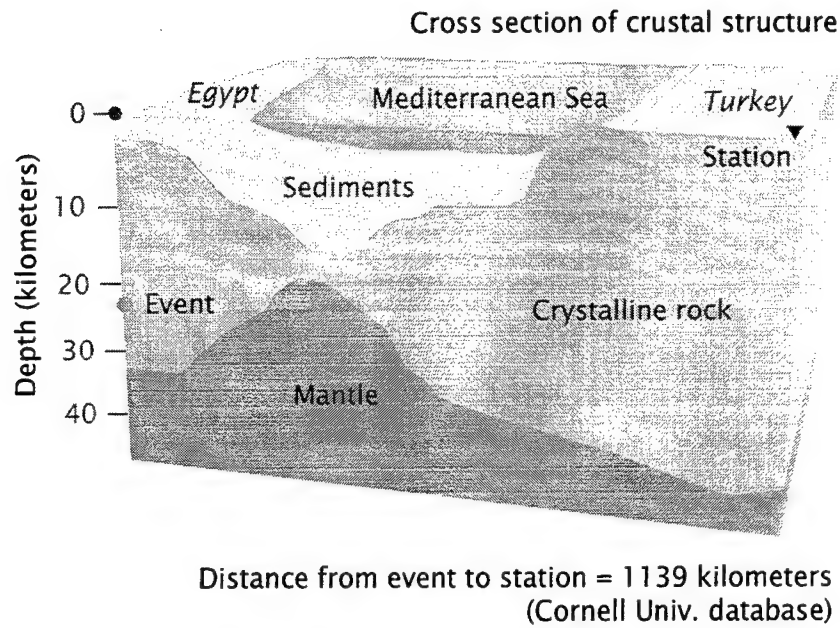 Cross section of crustal structure
Egypt
Mediterranean Sea
Turkey
Station
Sediments
Event
Crystalline rock
Mantle
Depth (kilometers)
0
10
20
30
40
Distance from event to station = 1139 kilometers
(Cornell Univ. database)